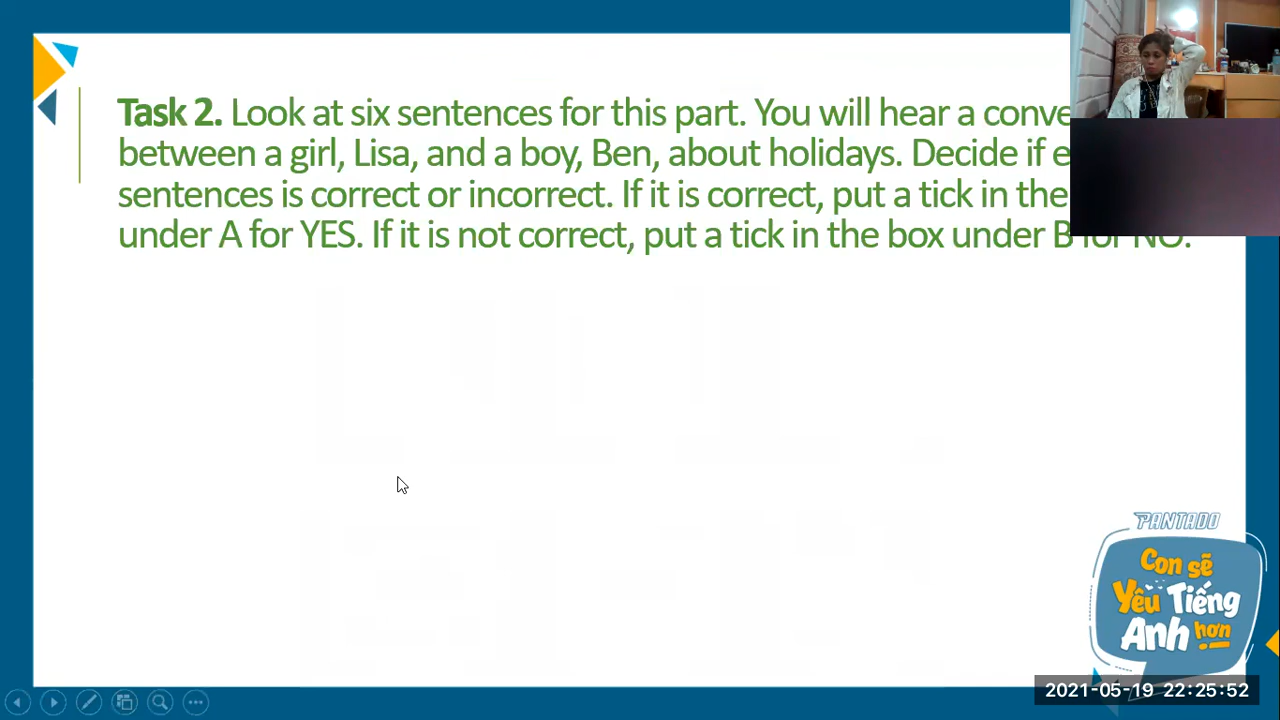 Task 2. Look at six sentences for this part. You will hear a conve
between a girl, Lisa, and a boy, Ben, about holidays. Decide if e
sentences is correct or incorrect. If it is correct, put a tick in the
under A for YES. If it is not correct, put a tick in the box under B for NO.
PANTADO
Con sẽ
Yêu Tiếng
Anh hơn
2021-05-19 22:25:52